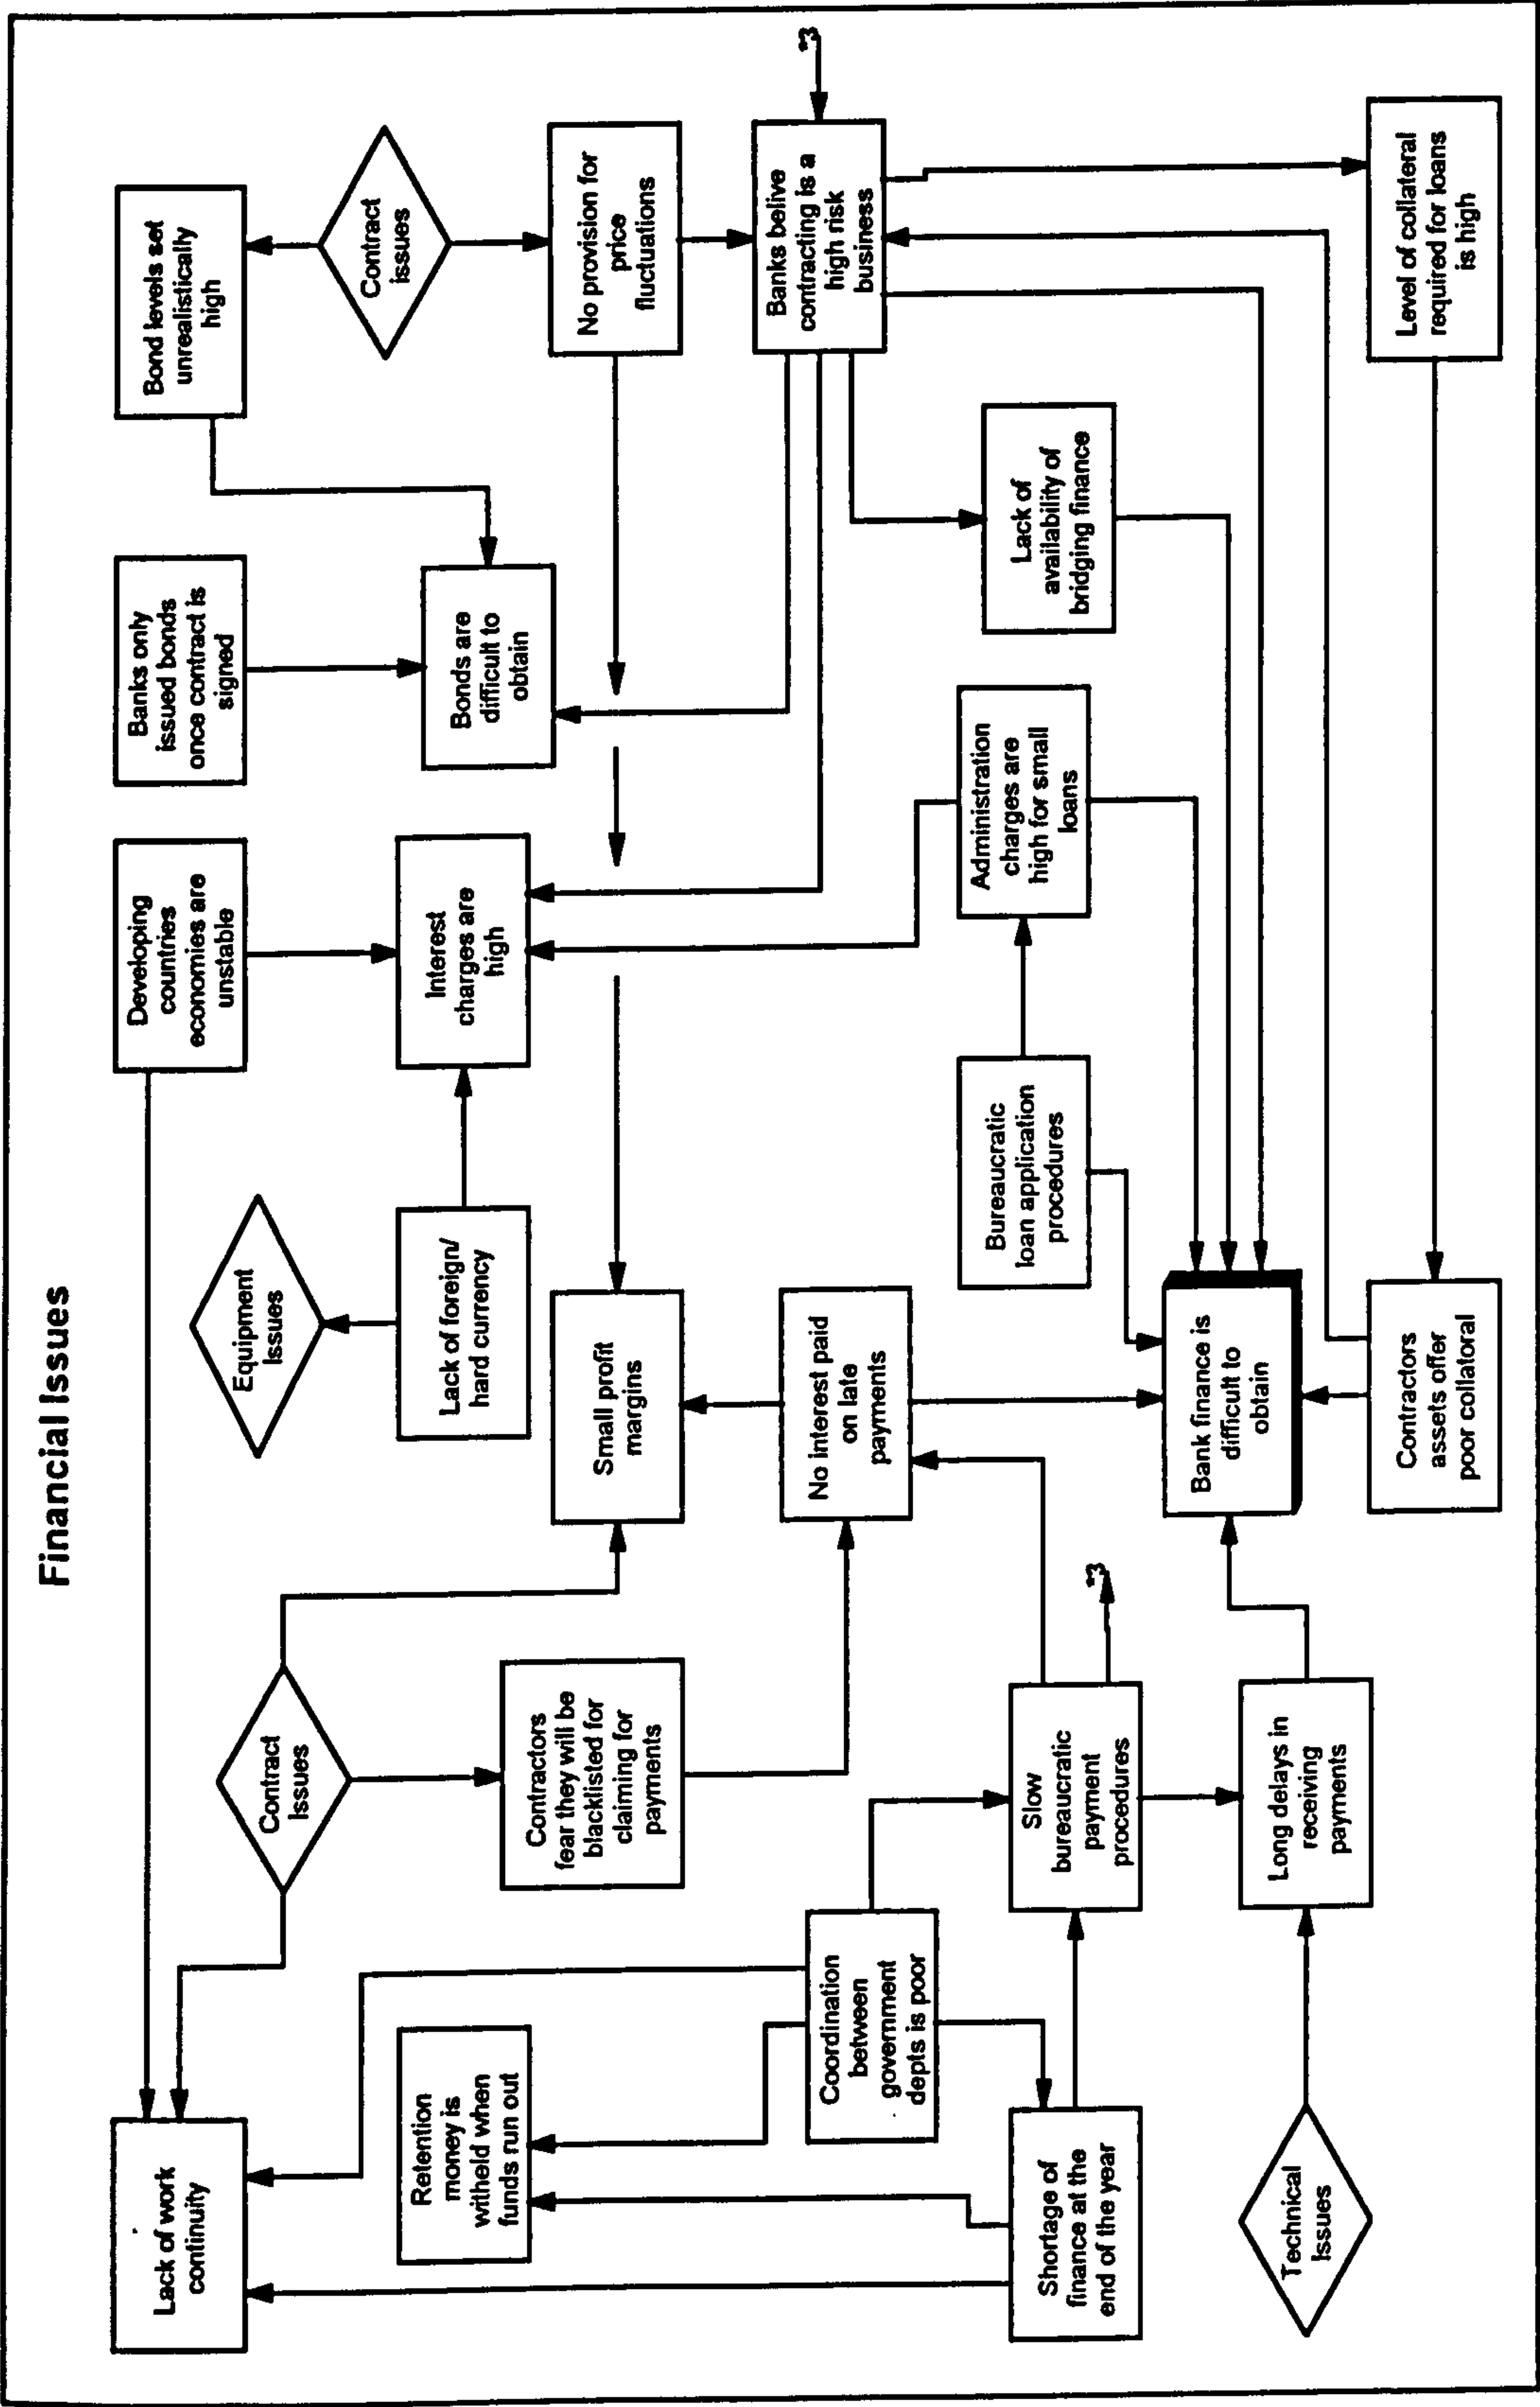 Financial Issues
Lack of work
continuity
Contract
Issues
Equipment
Issues
Developing
countries
economies are
unstable
Banks only
issued bonds
once contract is
signed
Bond levels set
unrealistically
high
Contract
issues
Retention
money is
witheld when
funds run out
Contractors
fear they will be
blacklisted for
claiming for
payments
Lack of foreign/
hard currency
Interest
charges are
high
Bonds are
difficult to
obtain
Small profit
margins
No provision for
price
fluctuations
Coordination
between
government
depts is poor
No interest paid
on late
payments
Banks belive
contracting is a
high risk
business
*3
Shortage of
finance at the
end of the year
Slow
bureaucratic
payment
procedures
*3
Bureaucratic
loan application
procedures
Administration
charges are
high for small
loans
Lack of
availability of
bridging finance
Technical
Issues
Long delays in
receiving
payments
Bank finance is
difficult to
obtain
Contractors
assets offer
poor collatoral
Level of collateral
required for loans
is high